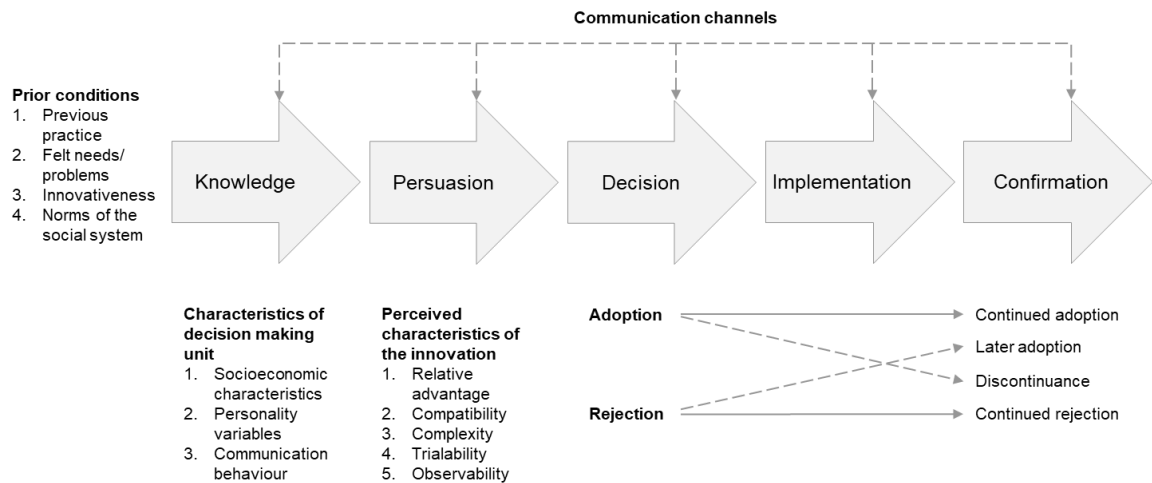 Communication channels
Prior conditions
1. Previous
practice
2. Felt needs/
problems
3. Innovativeness
4. Norms of the
social system
Knowledge
Persuasion
Decision
Implementation
Confirmation
Characteristics of
decision making
unit
1. Socioeconomic
characteristics
2. Personality
variables
3. Communication
behaviour
Perceived
characteristics of
the innovation
1. Relative
advantage
2. Compatibility
3. Complexity
4. Trialability
5. Observability
Adoption
Rejection
Continued adoption
Later adoption
Discontinuance
Continued rejection